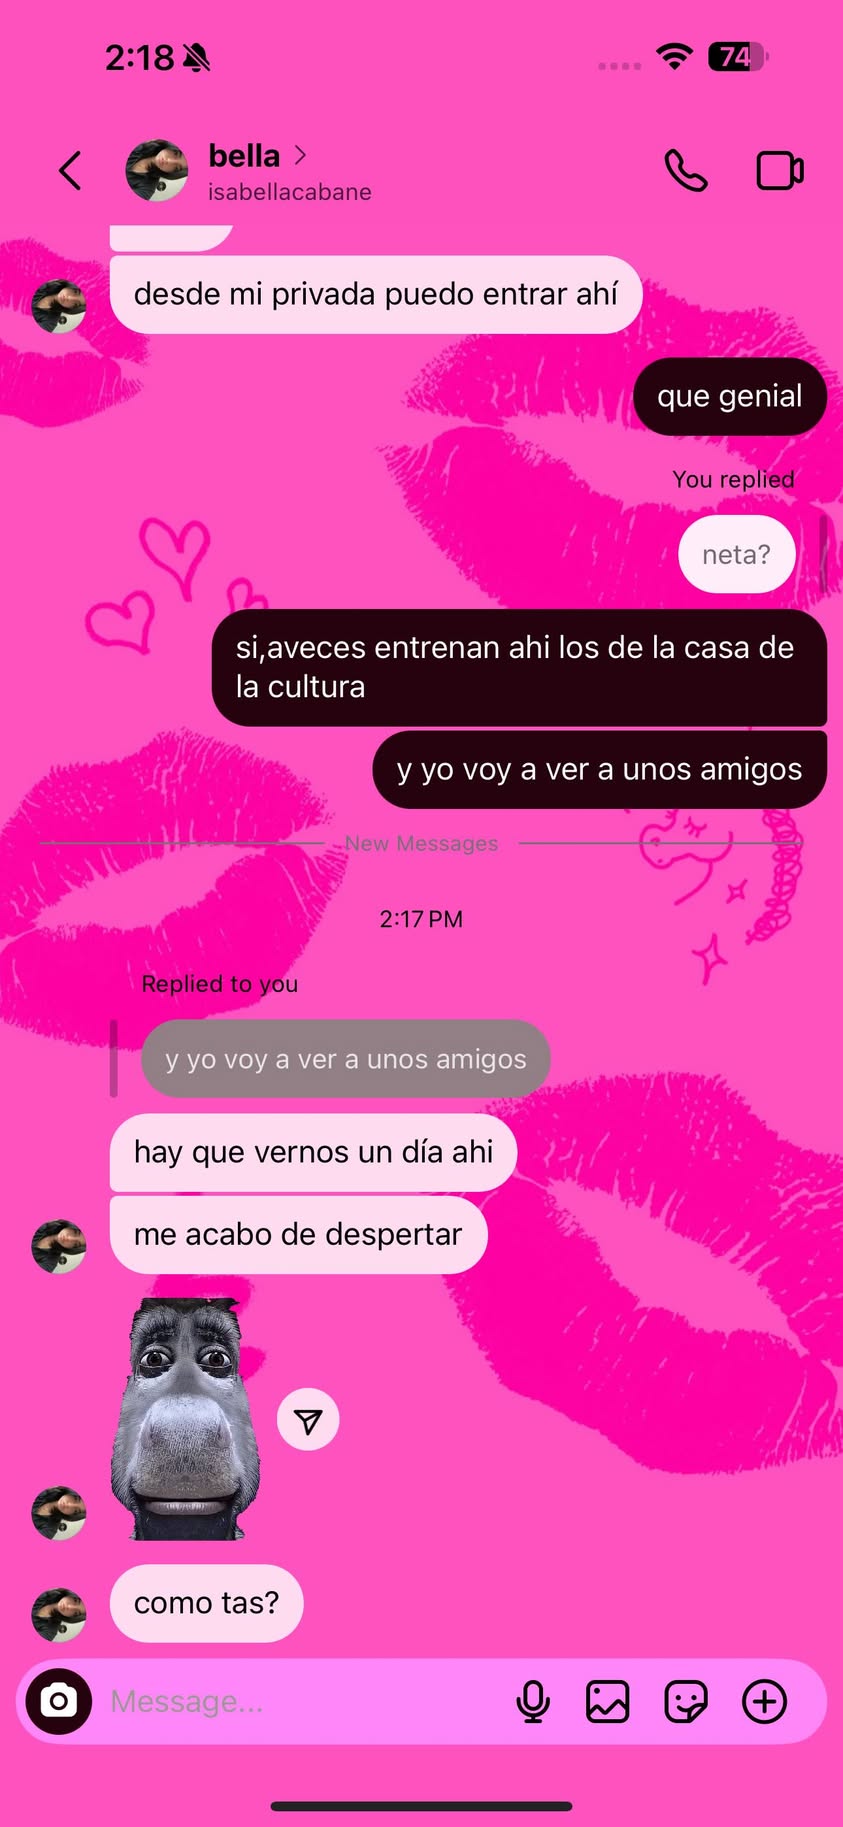 2:18
74
bella
isabellacabane
desde mi privada puedo entrar ahí
que genial
You replied
neta?
si,aveces entrenan ahi los de la casa de
la cultura
y yo voy a ver a unos amigos
New Messages
2:17 PM
Replied to you
y yo voy a ver a unos amigos
hay que vernos un día ahi
me acabo de despertar
como tas?
Message...